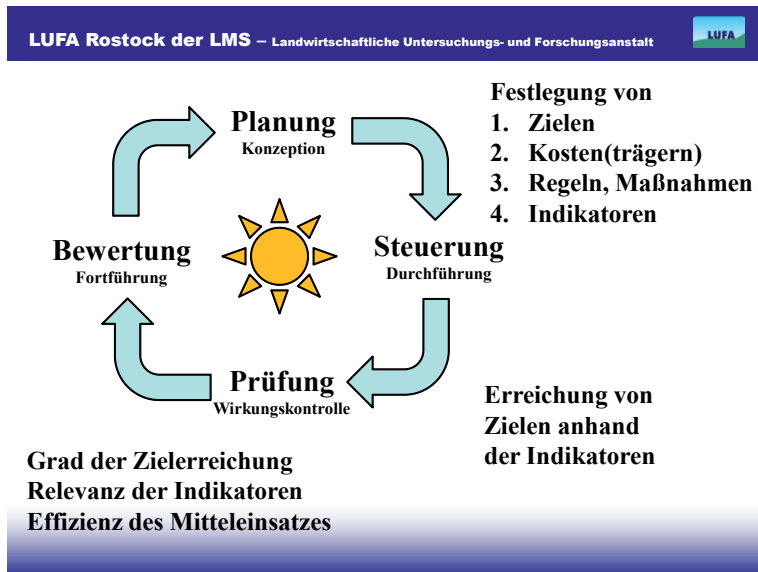 LUFA Rostock der LMS – Landwirtschaftliche Untersuchungs- und Forschungsanstalt
LUFA
Planung
Konzeption
Festlegung von
1. Zielen
2. Kosten(trägern)
3. Regeln, Maßnahmen
4. Indikatoren
Bewertung
Fortführung
Steuerung
Durchführung
Prüfung
Wirkungskontrolle
Erreichung von
Zielen anhand
der Indikatoren
Grad der Zielerreichung
Relevanz der Indikatoren
Effizienz des Mitteleinsatzes